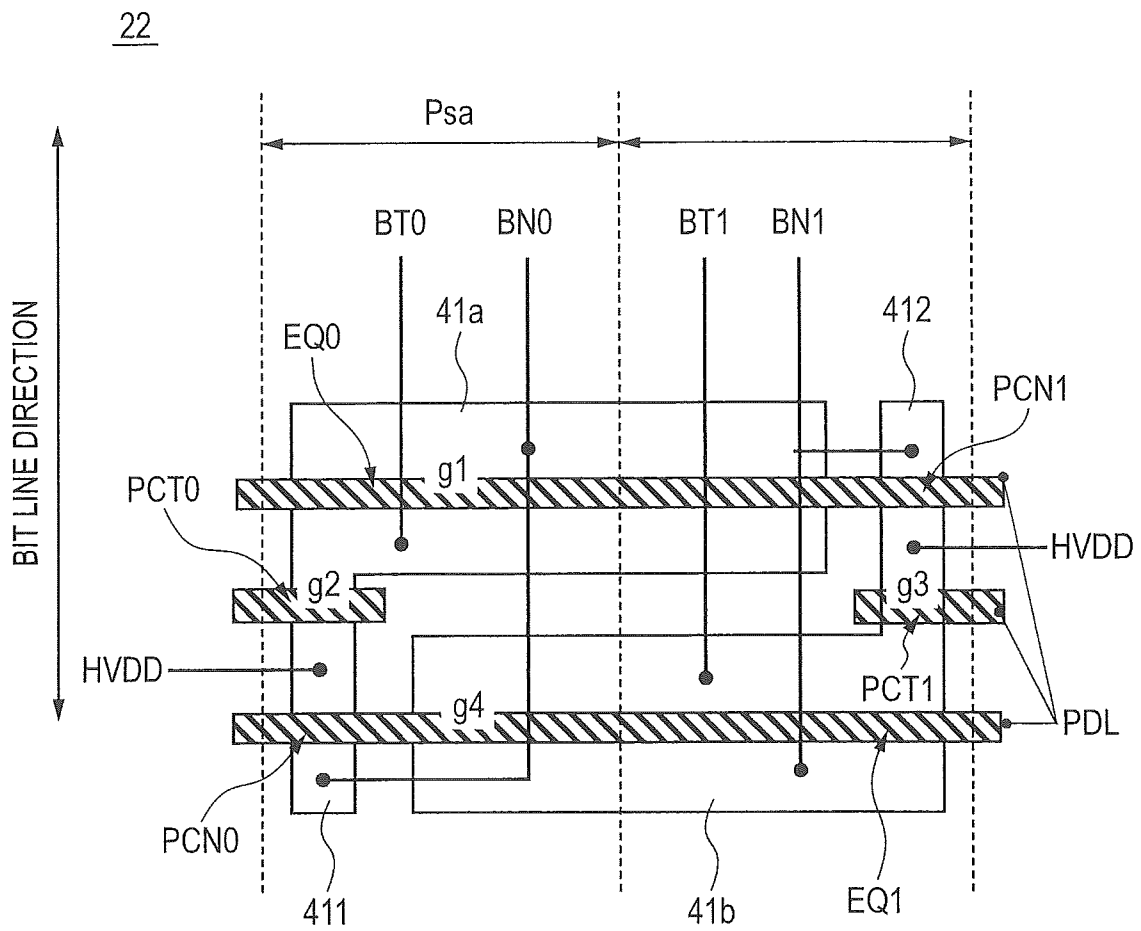 22
Psa
BT0
BN0
BT1
BN1
BIT LINE DIRECTION
41a
412
EQ0
PCN1
g1
PCT0
HVDD
g2
g3
HVDD
PCT1
g4
PDL
PCN0
411
41b
EQ1